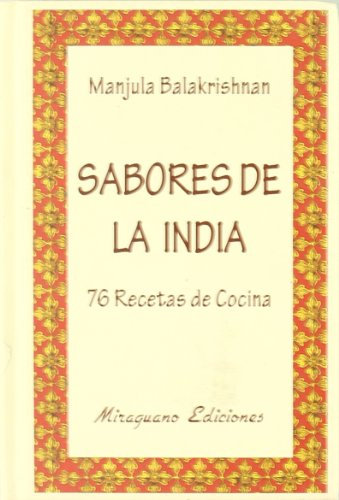 Manjula Balakrishnan
SABORES DE
LA INDIA
76 Recetas de Cocina
Miraguano Ediciones